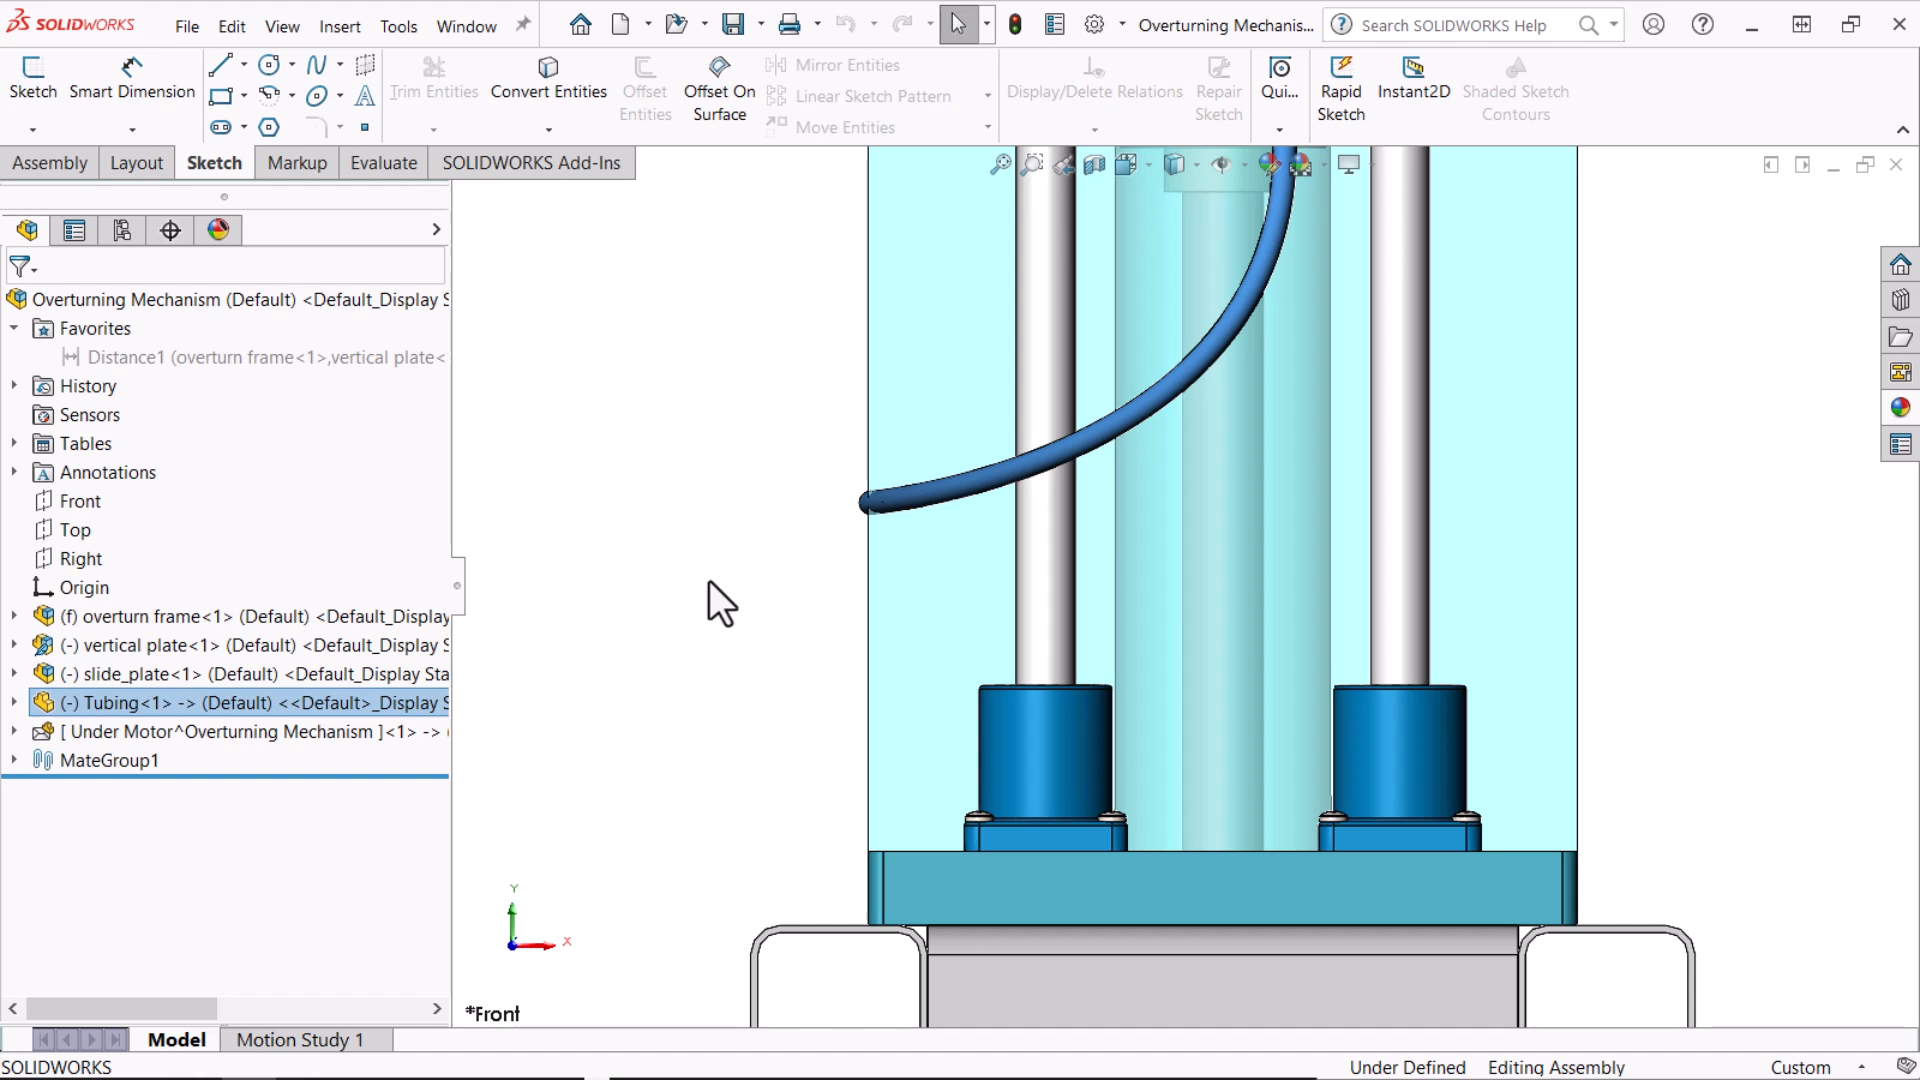 SOLIDWORKS File Edit View Insert Tools Window Overturning Mechanis... Search SOLIDWORKS Help
Sketch Smart Dimension Trim Entities Convert Entities Offset Entities Offset On Surface Mirror Entities Linear Sketch Pattern Move Entities Display/Delete Relations Repair Sketch Qui... Rapid Sketch Instant2D Shaded Sketch Contours
Assembly Layout Sketch Markup Evaluate SOLIDWORKS Add-Ins
Overturning Mechanism (Default) <Default_Display S
Favorites
Distance1 (overturn frame<1>,vertical plate<
History
Sensors
Tables
Annotations
Front
Top
Right
Origin
(f) overturn frame<1> (Default) <Default_Display
(-) vertical plate<1> (Default) <Default_Display S
(-) slide_plate<1> (Default) <Default_Display Sta
(-) Tubing<1> -> (Default) <<Default>_Display S
[ Under Motor^Overturning Mechanism ]<1> -> (
MateGroup1
Y
X
*Front
Model Motion Study 1
SOLIDWORKS Under Defined Editing Assembly Custom